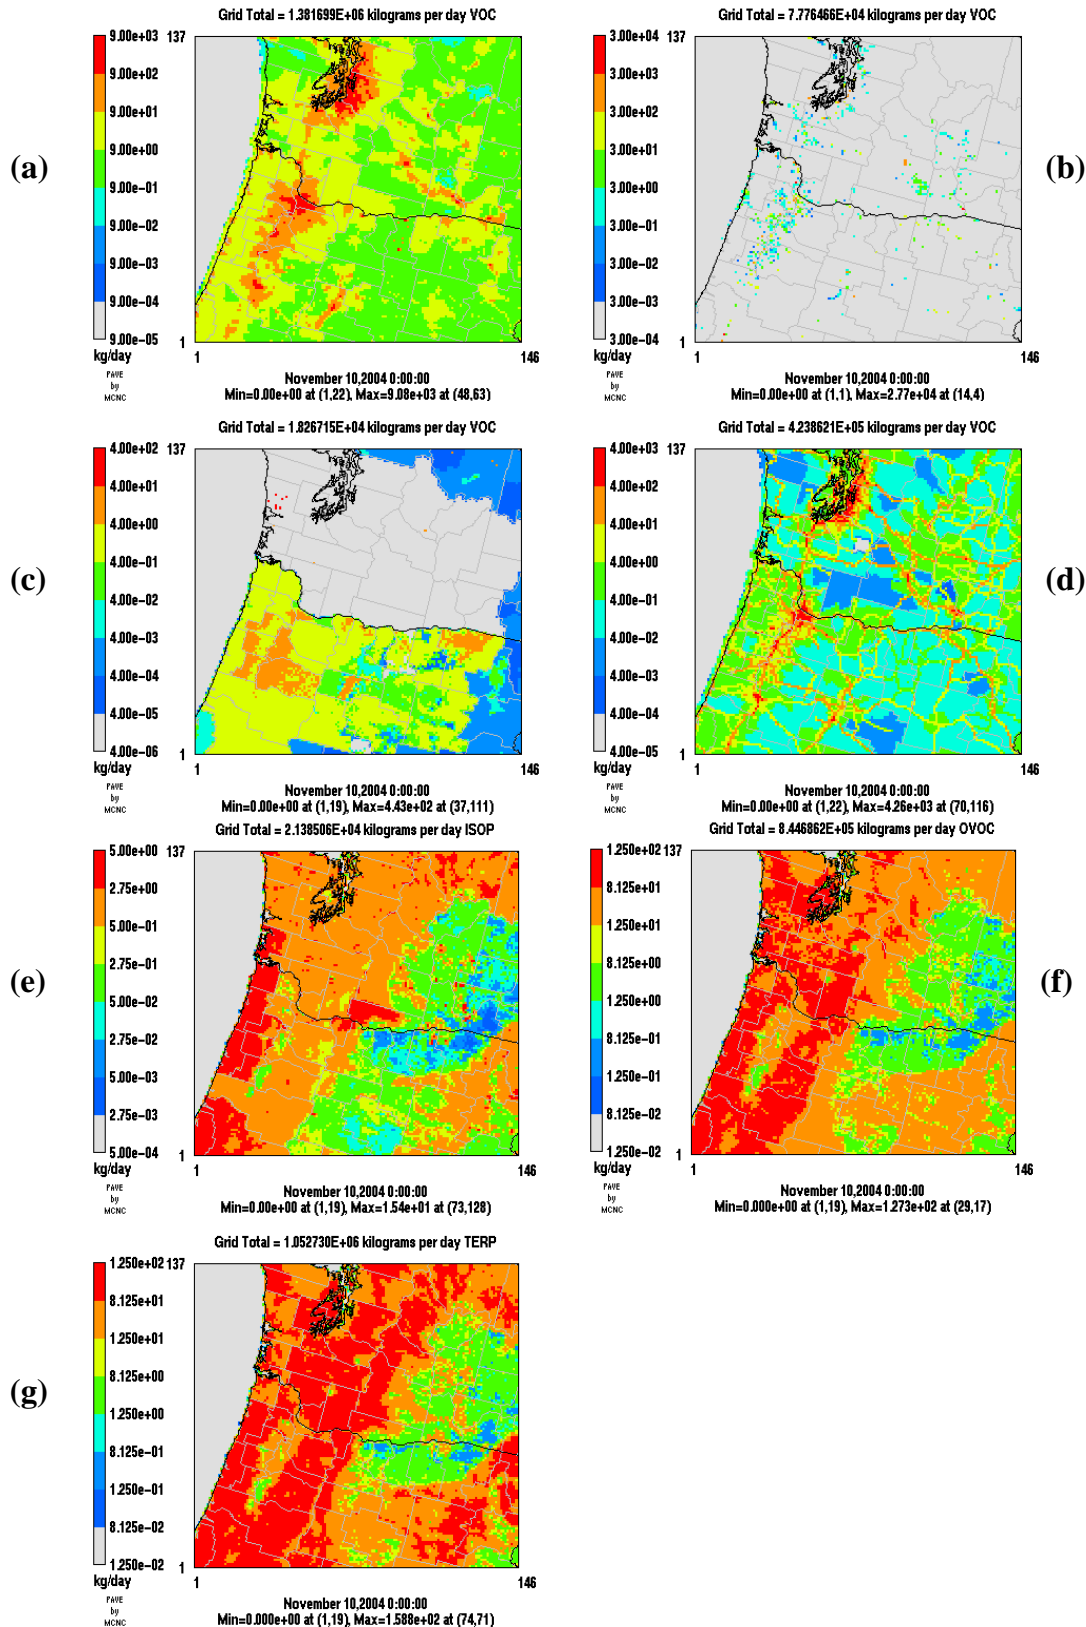 Grid Total = 1.381699E+06 kilograms per day VOC
(a)
9.00e+03
9.00e+02
9.00e+01
9.00e+00
9.00e-01
9.00e-02
9.00e-03
9.00e-04
9.00e-05
kg/day
PAVE
by
MCNC
137
1
1
146
November 10,2004 0:00:00
Min=0.00e+00 at (1,22), Max=9.08e+03 at (48,63)
Grid Total = 7.776466E+04 kilograms per day VOC
(b)
3.00e+04
3.00e+03
3.00e+02
3.00e+01
3.00e+00
3.00e-01
3.00e-02
3.00e-03
3.00e-04
kg/day
PAVE
by
MCNC
137
1
1
146
November 10,2004 0:00:00
Min=0.00e+00 at (1,1), Max=2.77e+04 at (14,4)
Grid Total = 1.826715E+04 kilograms per day VOC
(c)
4.00e+02
4.00e+01
4.00e+00
4.00e-01
4.00e-02
4.00e-03
4.00e-04
4.00e-05
4.00e-06
kg/day
PAVE
by
MCNC
137
1
1
146
November 10,2004 0:00:00
Min=0.00e+00 at (1,19), Max=4.43e+02 at (37,111)
Grid Total = 4.238621E+05 kilograms per day VOC
(d)
4.00e+03
4.00e+02
4.00e+01
4.00e+00
4.00e-01
4.00e-02
4.00e-03
4.00e-04
4.00e-05
kg/day
PAVE
by
MCNC
137
1
1
146
November 10,2004 0:00:00
Min=0.00e+00 at (1,22), Max=4.26e+03 at (70,116)
Grid Total = 2.138506E+04 kilograms per day ISOP
(e)
5.00e+00
2.75e+00
5.00e-01
2.75e-01
5.00e-02
2.75e-02
5.00e-03
2.75e-03
5.00e-04
kg/day
PAVE
by
MCNC
137
1
1
146
November 10,2004 0:00:00
Min=0.00e+00 at (1,19), Max=1.54e+01 at (73,128)
Grid Total = 8.446862E+05 kilograms per day OVOC
(f)
1.250e+02
8.125e+01
1.250e+01
8.125e+00
1.250e+00
8.125e-01
1.250e-01
8.125e-02
1.250e-02
kg/day
PAVE
by
MCNC
137
1
1
146
November 10,2004 0:00:00
Min=0.000e+00 at (1,19), Max=1.273e+02 at (29,17)
Grid Total = 1.052730E+06 kilograms per day TERP
(g)
1.250e+02
8.125e+01
1.250e+01
8.125e+00
1.250e+00
8.125e-01
1.250e-01
8.125e-02
1.250e-02
kg/day
PAVE
by
MCNC
137
1
1
146
November 10,2004 0:00:00
Min=0.000e+00 at (1,19), Max=1.588e+02 at (74,71)